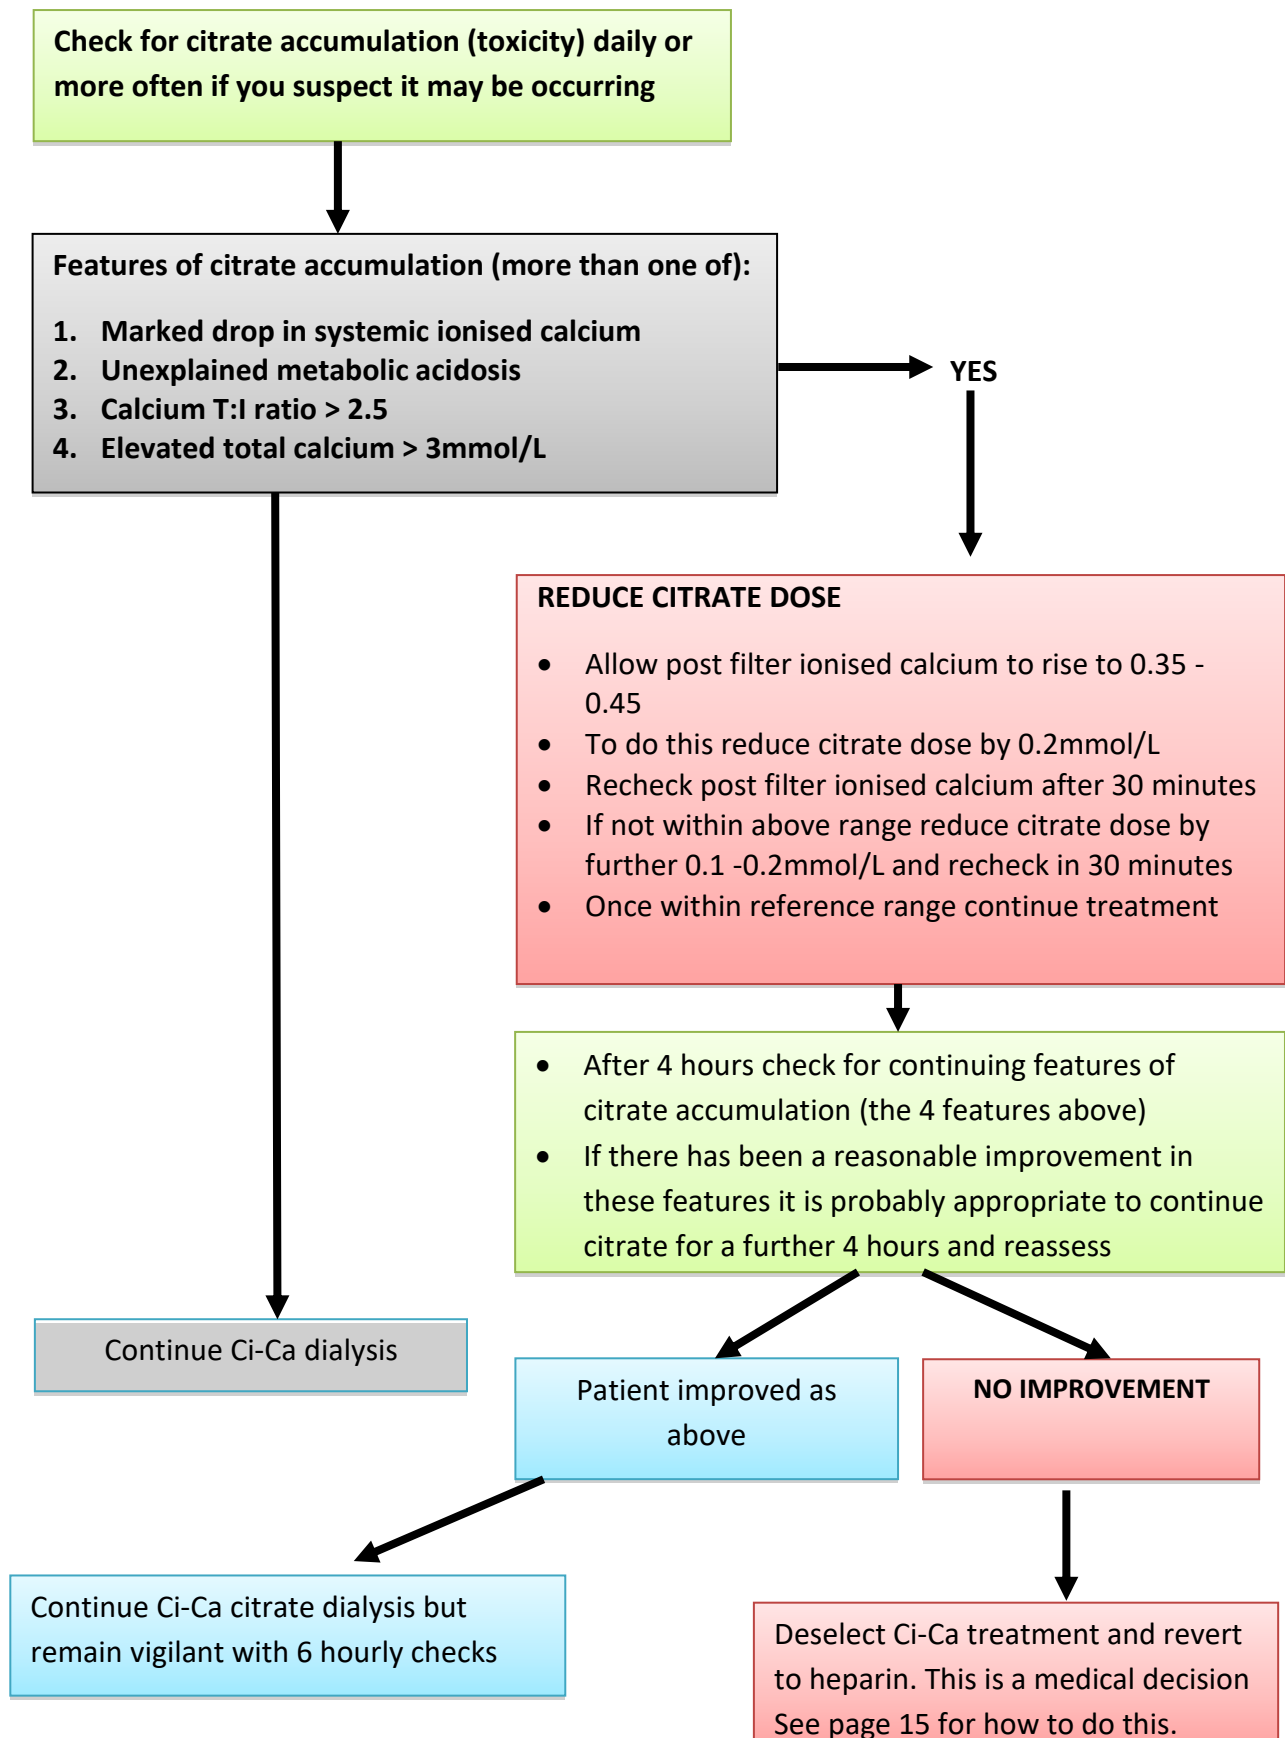 Check for citrate accumulation (toxicity) daily or
more often if you suspect it may be occurring
Features of citrate accumulation (more than one of):
1. Marked drop in systemic ionised calcium
2. Unexplained metabolic acidosis
3. Calcium T:I ratio > 2.5
4. Elevated total calcium > 3mmol/L
YES
REDUCE CITRATE DOSE
• Allow post filter ionised calcium to rise to 0.35 -
0.45
• To do this reduce citrate dose by 0.2mmol/L
• Recheck post filter ionised calcium after 30 minutes
• If not within above range reduce citrate dose by
further 0.1 -0.2mmol/L and recheck in 30 minutes
• Once within reference range continue treatment
• After 4 hours check for continuing features of
citrate accumulation (the 4 features above)
• If there has been a reasonable improvement in
these features it is probably appropriate to continue
citrate for a further 4 hours and reassess
Continue Ci-Ca dialysis
Patient improved as
above
NO IMPROVEMENT
Continue Ci-Ca citrate dialysis but
remain vigilant with 6 hourly checks
Deselect Ci-Ca treatment and revert
to heparin. This is a medical decision
See page 15 for how to do this.